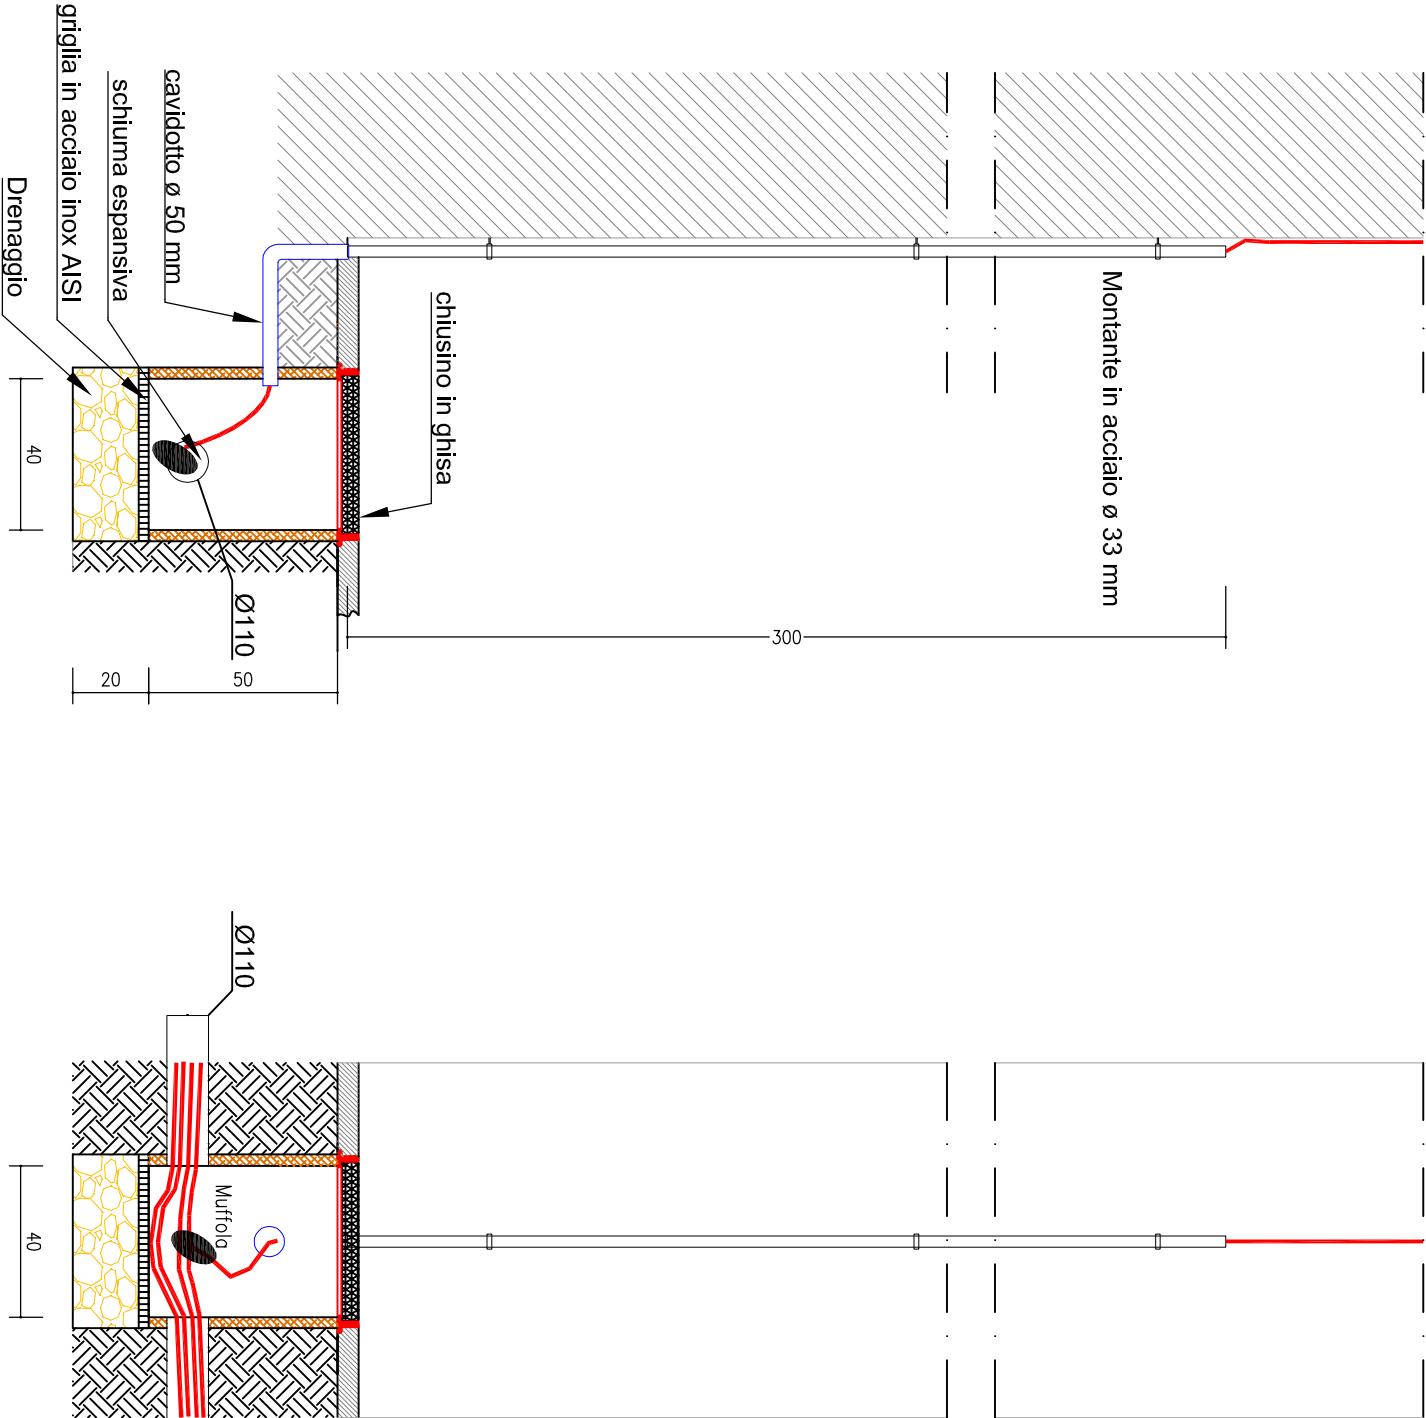 Montante in acciaio ø 33 mm
chiusino in ghisa
cavidotto ø 50 mm
schiuma espansiva
griglia in acciaio inox AISI
Drenaggio
300
50
20
40
Ø110
Ø110
Muffola
40